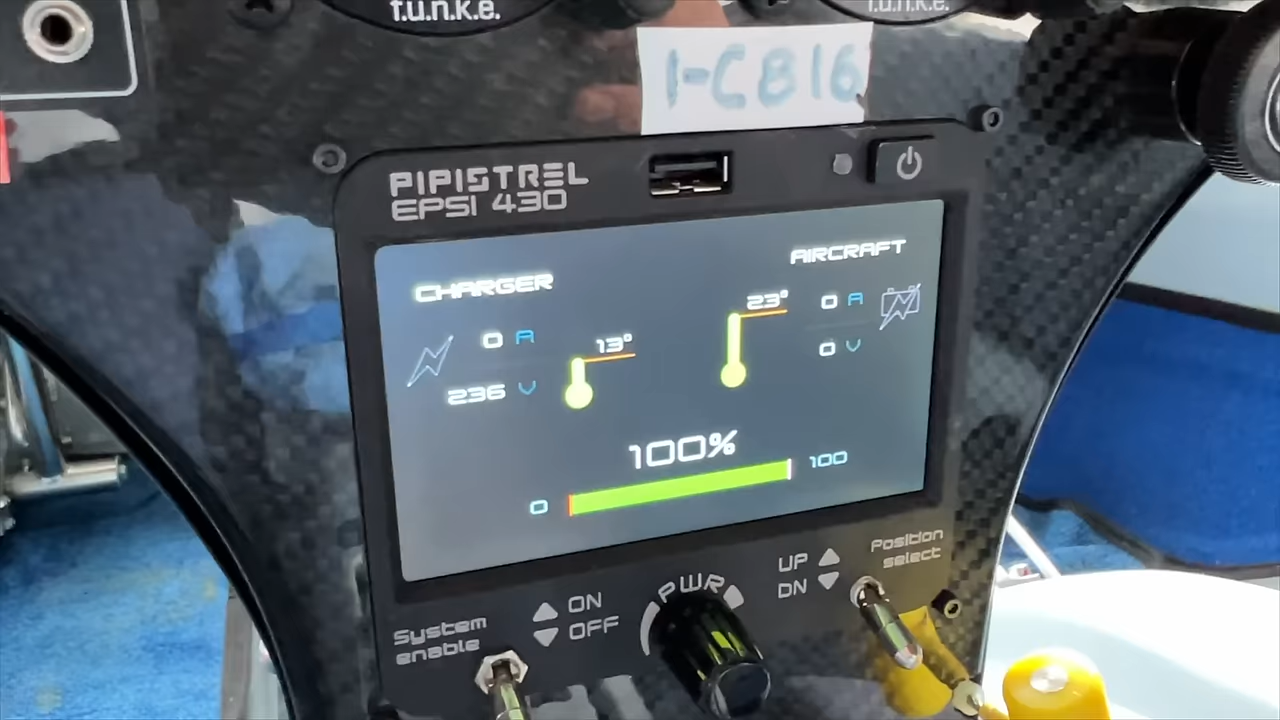 f.u.n.k.e.
f.u.n.k.e.
I-CB16
PIPISTREL
EPSI 430
CHARGER
0 A
236 V
13°
AIRCRAFT
23°
0 A
0 V
100%
0
100
System
enable
ON
OFF
PWR
UP
DN
Position
select